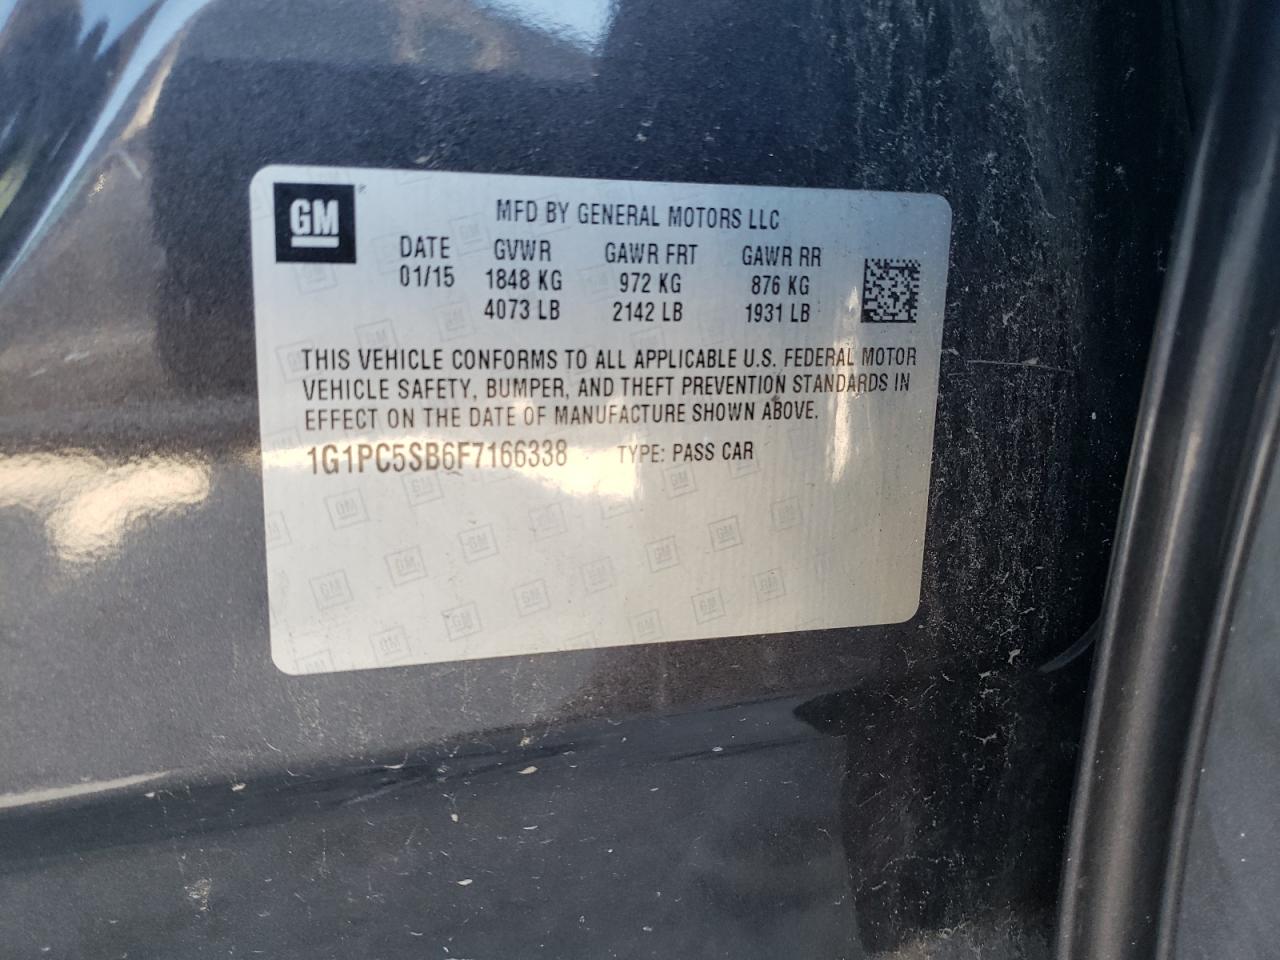 GM
MFD BY GENERAL MOTORS LLC
DATE GVWR GAWR FRT GAWR RR
01/15 1848 KG 972 KG 876 KG
4073 LB 2142 LB 1931 LB
THIS VEHICLE CONFORMS TO ALL APPLICABLE U.S. FEDERAL MOTOR
VEHICLE SAFETY, BUMPER, AND THEFT PREVENTION STANDARDS IN
EFFECT ON THE DATE OF MANUFACTURE SHOWN ABOVE.
1G1PC5SB6F7166338 TYPE: PASS CAR